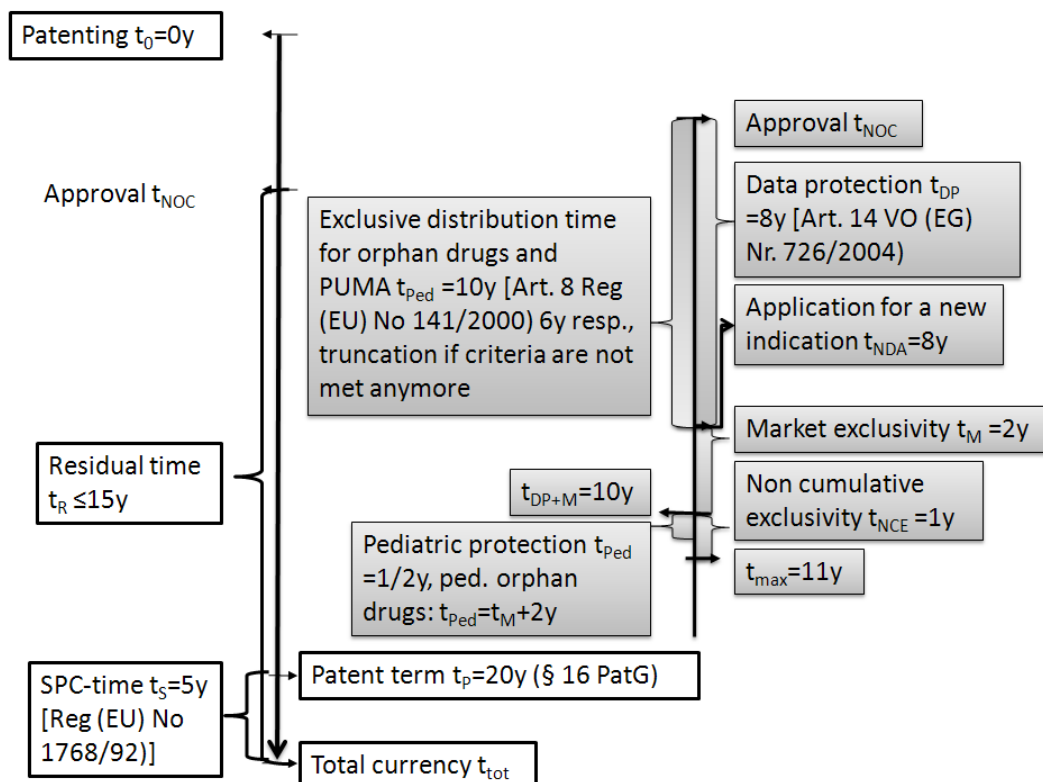 Patenting t0=0y
Approval tNOC
Residual time
tR ≤15y
SPC-time tS=5y
[Reg (EU) No
1768/92)]
Exclusive distribution time
for orphan drugs and
PUMA tPed =10y [Art. 8 Reg
(EU) No 141/2000) 6y resp.,
truncation if criteria are not
met anymore
tDP+M=10y
Pediatric protection tPed
=1/2y, ped. orphan
drugs: tPed=tM+2y
Patent term tP=20y (§ 16 PatG)
Total currency ttot
Approval tNOC
Data protection tDP
=8y [Art. 14 VO (EG)
Nr. 726/2004)
Application for a new
indication tNDA=8y
Market exclusivity tM =2y
Non cumulative
exclusivity tNCE =1y
tmax=11y